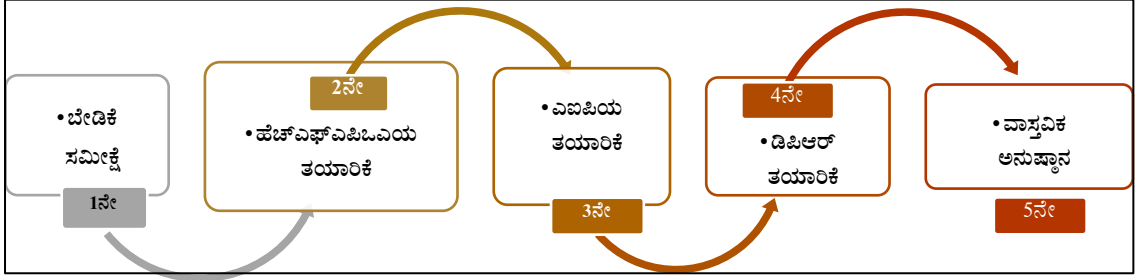 • ಬೇಡಿಕೆ
ಸಮೀಕ್ಷೆ
1ನೇ
2ನೇ
• ಹೆಚ್ಎಫ್ಎಪಿಒಎಯ
ತಯಾರಿಕೆ
• ಎಐಪಿಯ
ತಯಾರಿಕೆ
3ನೇ
4ನೇ
• ಡಿಪಿಆರ್
ತಯಾರಿಕೆ
• ವಾಸ್ತವಿಕ
ಅನುಷ್ಠಾನ
5ನೇ